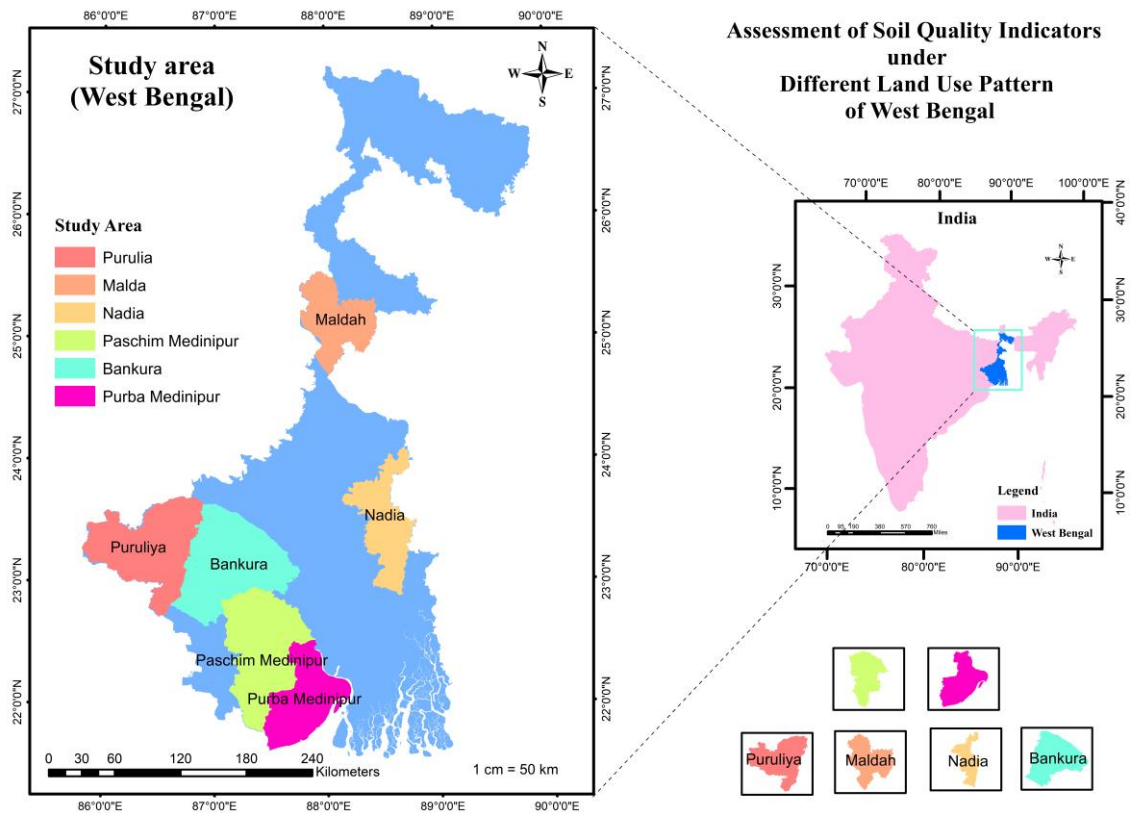 86°0'0"E 87°0'0"E 88°0'0"E 89°0'0"E 90°0'0"E
Study area
(West Bengal)
N
W E
S
27°0'0"N
26°0'0"N
25°0'0"N
24°0'0"N
23°0'0"N
22°0'0"N
27°0'0"N
26°0'0"N
25°0'0"N
24°0'0"N
23°0'0"N
22°0'0"N
Study Area
Purulia
Malda
Nadia
Paschim Medinipur
Bankura
Purba Medinipur
Maldah
Nadia
Puruliya
Bankura
Paschim Medinipur
Purba Medinipur
0 30 60 120 180 240
Kilometers
1 cm = 50 km
86°0'0"E 87°0'0"E 88°0'0"E 89°0'0"E 90°0'0"E
Assessment of Soil Quality Indicators
under
Different Land Use Pattern
of West Bengal
70°0'0"E 80°0'0"E 90°0'0"E 100°0'0"E
India
N
W E
S
30°0'0"N
20°0'0"N
10°0'0"N
40°0'0"N
30°0'0"N
20°0'0"N
10°0'0"N
Legend
India
West Bengal
0 95 190 380 570 760
Miles
70°0'0"E 80°0'0"E 90°0'0"E
Puruliya
Maldah
Nadia
Bankura